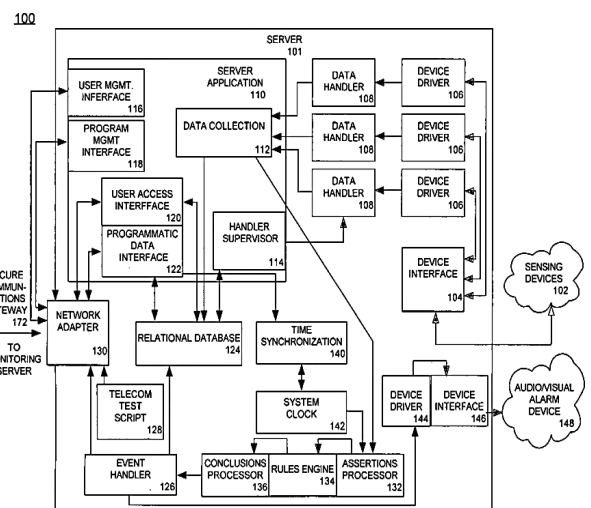 100
SERVER
101
USER MGMT.
INFERFACE
116
PROGRAM
MGMT
INTERFACE
118
SERVER
APPLICATION
110
DATA COLLECTION
112
DATA
HANDLER
108
DEVICE
DRIVER
106
DATA
HANDLER
108
DEVICE
DRIVER
106
DATA
HANDLER
108
DEVICE
DRIVER
106
USER ACCESS
INTERFFACE
120
PROGRAMMATIC
DATA
INTERFACE
122
HANDLER
SUPERVISOR
114
DEVICE
INTERFACE
104
SENSING
DEVICES
102
CURE
MMUN-
TIONS
TEWAY
172
TO
NITORING
SERVER
NETWORK
ADAPTER
130
RELATIONAL DATABASE
124
TIME
SYNCHRONIZATION
140
TELECOM
TEST
SCRIPT
128
SYSTEM
CLOCK
142
DEVICE
DRIVER
144
DEVICE
INTERFACE
146
AUDIO/VISUAL
ALARM
DEVICE
148
EVENT
HANDLER
126
CONCLUSIONS
PROCESSOR
136
RULES ENGINE
134
ASSERTIONS
PROCESSOR
132